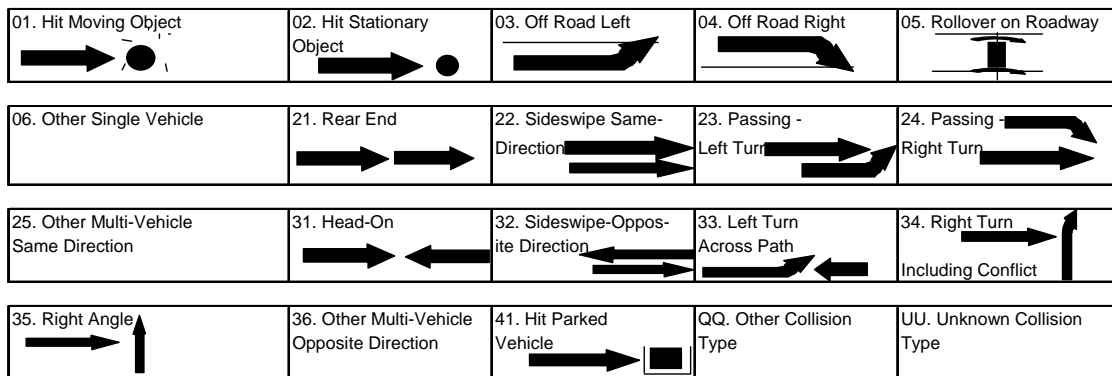 01. Hit Moving Object
02. Hit Stationary
Object
03. Off Road Left
04. Off Road Right
05. Rollover on Roadway
06. Other Single Vehicle
21. Rear End
22. Sideswipe Same-
Direction
23. Passing -
Left Turn
24. Passing -
Right Turn
25. Other Multi-Vehicle
Same Direction
31. Head-On
32. Sideswipe-Oppos-
ite Direction
33. Left Turn
Across Path
34. Right Turn
Including Conflict
35. Right Angle
36. Other Multi-Vehicle
Opposite Direction
41. Hit Parked
Vehicle
QQ. Other Collision
Type
UU. Unknown Collision
Type